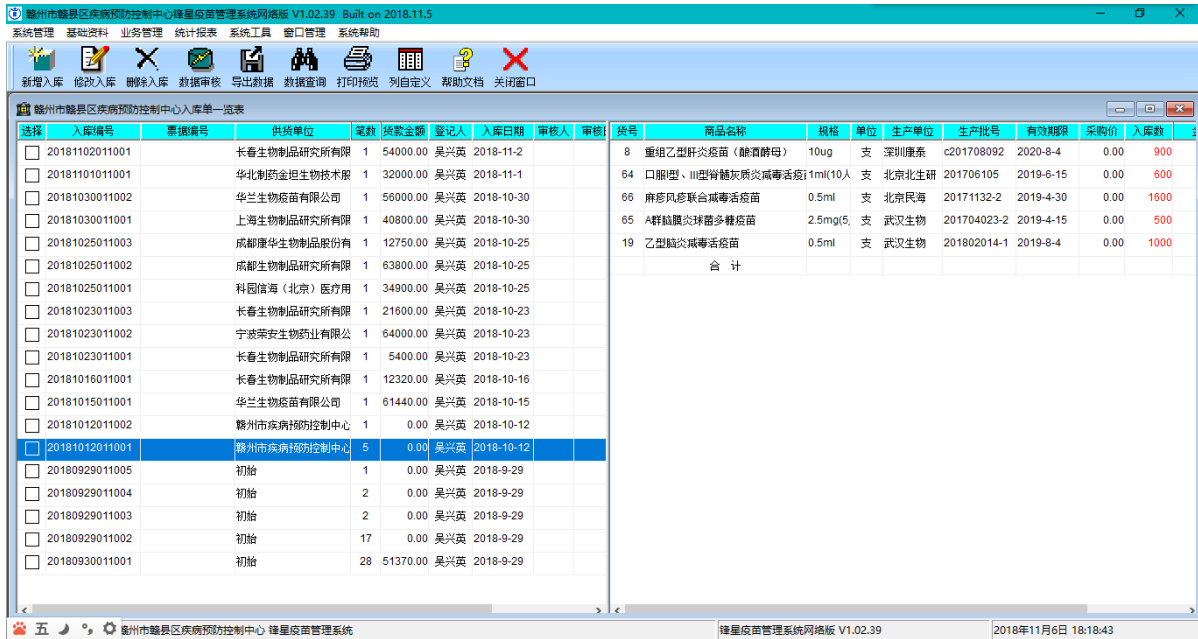 赣州市赣县区疾病预防控制中心锋星疫苗管理系统网络版 V1.02.39 Built on 2018.11.5
系统管理 基础资料 业务管理 统计报表 系统工具 窗口管理 系统帮助
新增入库 修改入库 删除入库 数据审核 导出数据 数据查询 打印预览 列自定义 帮助文档 关闭窗口
赣州市赣县区疾病预防控制中心入库单一览表
选择 入库编号 票据编号 供货单位 笔数 货款金额 登记人 入库日期 审核人 审核
20181102011001 长春生物制品研究所有限 1 54000.00 吴兴英 2018-11-2
20181101011001 华北制药金坦生物技术服 1 32000.00 吴兴英 2018-11-1
20181030011002 华兰生物疫苗有限公司 1 56000.00 吴兴英 2018-10-30
20181030011001 上海生物制品研究所有限 1 40800.00 吴兴英 2018-10-30
20181025011003 成都康华生物制品股份有 1 12750.00 吴兴英 2018-10-25
20181025011002 成都生物制品研究所有限 1 63800.00 吴兴英 2018-10-25
20181025011001 科园信海（北京）医疗用 1 34900.00 吴兴英 2018-10-25
20181023011003 长春生物制品研究所有限 1 21600.00 吴兴英 2018-10-23
20181023011002 宁波荣安生物药业有限公 1 64000.00 吴兴英 2018-10-23
20181023011001 长春生物制品研究所有限 1 5400.00 吴兴英 2018-10-23
20181016011001 长春生物制品研究所有限 1 12320.00 吴兴英 2018-10-16
20181015011001 华兰生物疫苗有限公司 1 61440.00 吴兴英 2018-10-15
20181012011002 赣州市疾病预防控制中心 1 0.00 吴兴英 2018-10-12
20181012011001 赣州市疾病预防控制中心 5 0.00 吴兴英 2018-10-12
20180929011005 初始 1 0.00 吴兴英 2018-9-29
20180929011004 初始 2 0.00 吴兴英 2018-9-29
20180929011003 初始 2 0.00 吴兴英 2018-9-29
20180929011002 初始 17 0.00 吴兴英 2018-9-29
20180930011001 初始 28 51370.00 吴兴英 2018-9-29
货号 商品名称 规格 单位 生产单位 生产批号 有效期限 采购价 入库数
8 重组乙型肝炎疫苗（酿酒酵母） 10ug 支 深圳康泰 c201708092 2020-8-4 0.00 900
64 口服I型、III型脊髓灰质炎减毒活疫 1ml(10人 支 北京北生研 201706105 2019-6-15 0.00 600
66 麻疹风疹联合减毒活疫苗 0.5ml 支 北京民海 20171132-2 2019-4-30 0.00 1600
65 A群脑膜炎球菌多糖疫苗 2.5mg(5, 支 武汉生物 201704023-2 2019-4-15 0.00 500
19 乙型脑炎减毒活疫苗 0.5ml 支 武汉生物 201802014-1 2019-8-4 0.00 1000
合 计
五 赣州市赣县区疾病预防控制中心 锋星疫苗管理系统 锋星疫苗管理系统网络版 V1.02.39 2018年11月6日 18:18:43